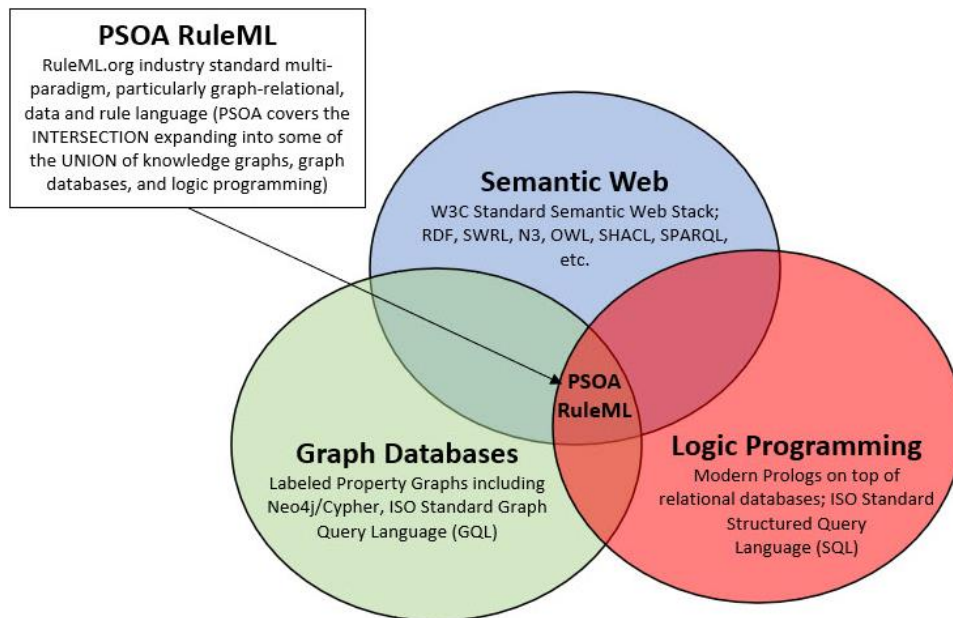 PSOA RuleML
RuleML.org industry standard multi-
paradigm, particularly graph-relational,
data and rule language (PSOA covers the
INTERSECTION expanding into some of
the UNION of knowledge graphs, graph
databases, and logic programming)
Semantic Web
W3C Standard Semantic Web Stack;
RDF, SWRL, N3, OWL, SHACL, SPARQL,
etc.
PSOA
RuleML
Graph Databases
Labeled Property Graphs including
Neo4j/Cypher, ISO Standard Graph
Query Language (GQL)
Logic Programming
Modern Prologs on top of
relational databases; ISO Standard
Structured Query
Language (SQL)